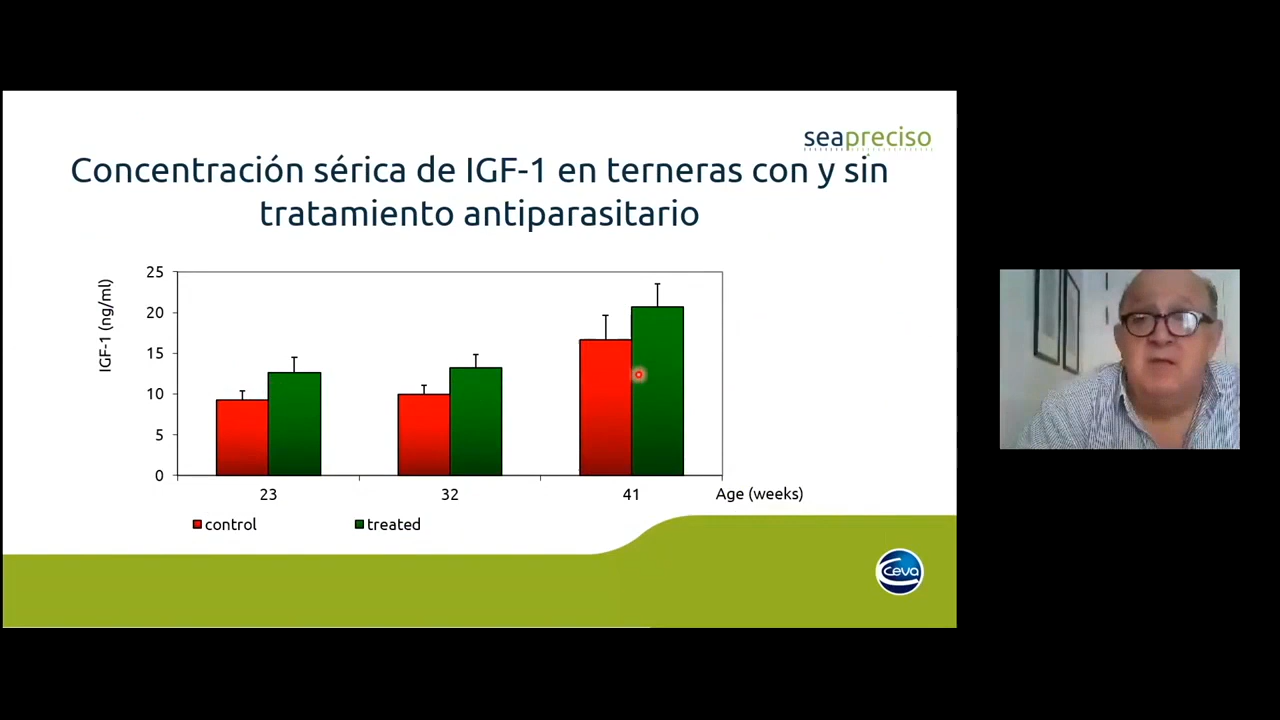 seapreciso
Concentración sérica de IGF-1 en terneras con y sin
tratamiento antiparasitario
IGF-1 (ng/ml)
25
20
15
10
5
0
23
32
41
Age (weeks)
control
treated
Ceva